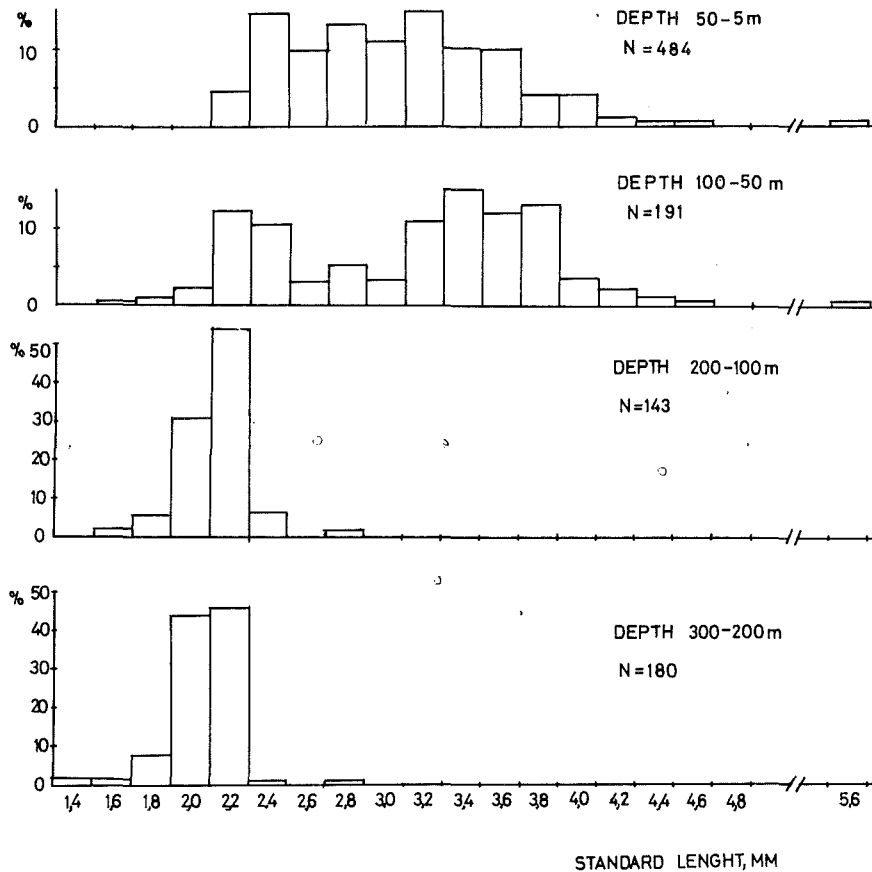 %
10
0
DEPTH 50-5m
N=484
%
10
0
DEPTH 100-50 m
N=191
% 50
40
30
20
10
0
DEPTH 200-100m
N=143
% 50
40
30
20
10
0
DEPTH 300-200m
N=180
1,4 1,6 1,8 2,0 2,2 2,4 2,6 2,8 3,0 3,2 3,4 3,6 3,8 4,0 4,2 4,4 4,6 4,8 5,6
STANDARD LENGHT, MM